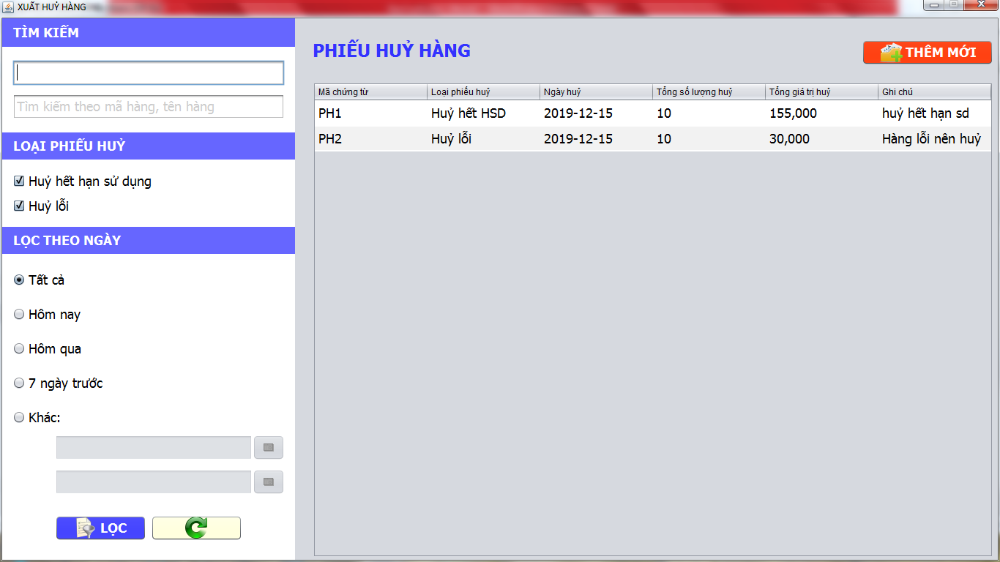 XUẤT HUỶ HÀNG
TÌM KIẾM
Tìm kiếm theo mã hàng, tên hàng
LOẠI PHIẾU HUỶ
Huỷ hết hạn sử dụng
Huỷ lỗi
LỌC THEO NGÀY
Tất cả
Hôm nay
Hôm qua
7 ngày trước
Khác:
LỌC
PHIẾU HUỶ HÀNG
THÊM MỚI
Mã chứng từ Loại phiếu huỷ Ngày huỷ Tổng số lượng huỷ Tổng giá trị huỷ Ghi chú
PH1 Huỷ hết HSD 2019-12-15 10 155,000 huỷ hết hạn sd
PH2 Huỷ lỗi 2019-12-15 10 30,000 Hàng lỗi nên huỷ